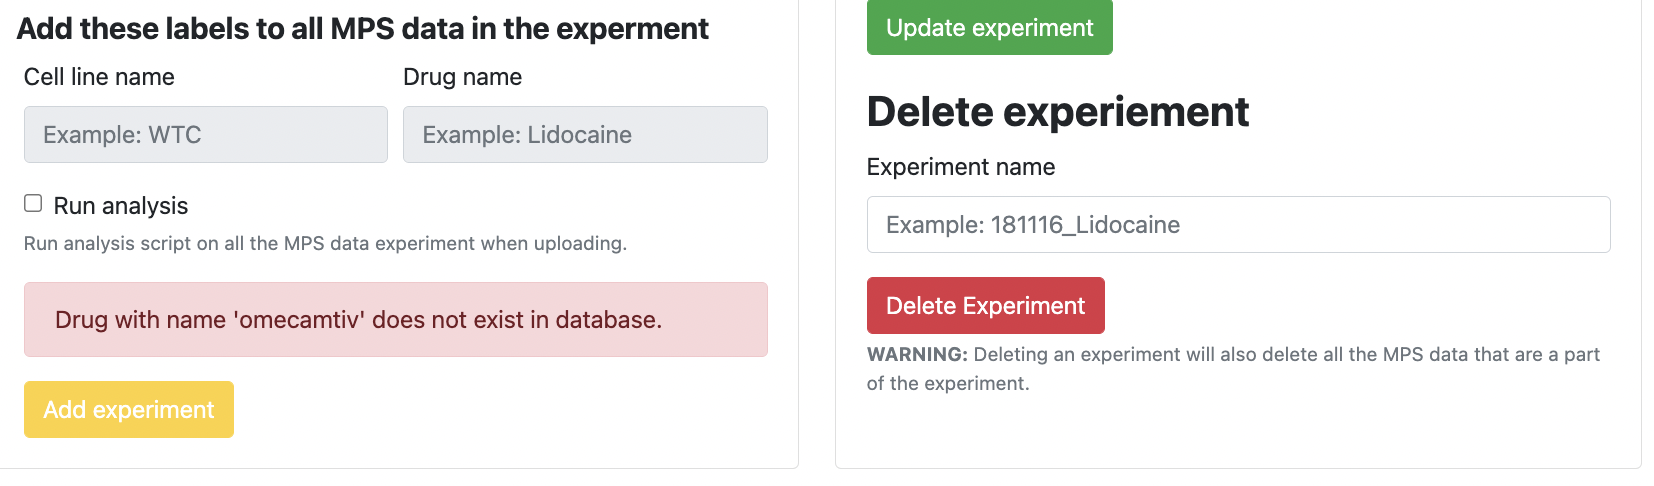 Add these labels to all MPS data in the experment
Cell line name
Drug name
Example: WTC
Example: Lidocaine
Run analysis
Run analysis script on all the MPS data experiment when uploading.
Drug with name 'omecamtiv' does not exist in database.
Add experiment
Update experiment
Delete experiement
Experiment name
Example: 181116_Lidocaine
Delete Experiment
WARNING: Deleting an experiment will also delete all the MPS data that are a part
of the experiment.